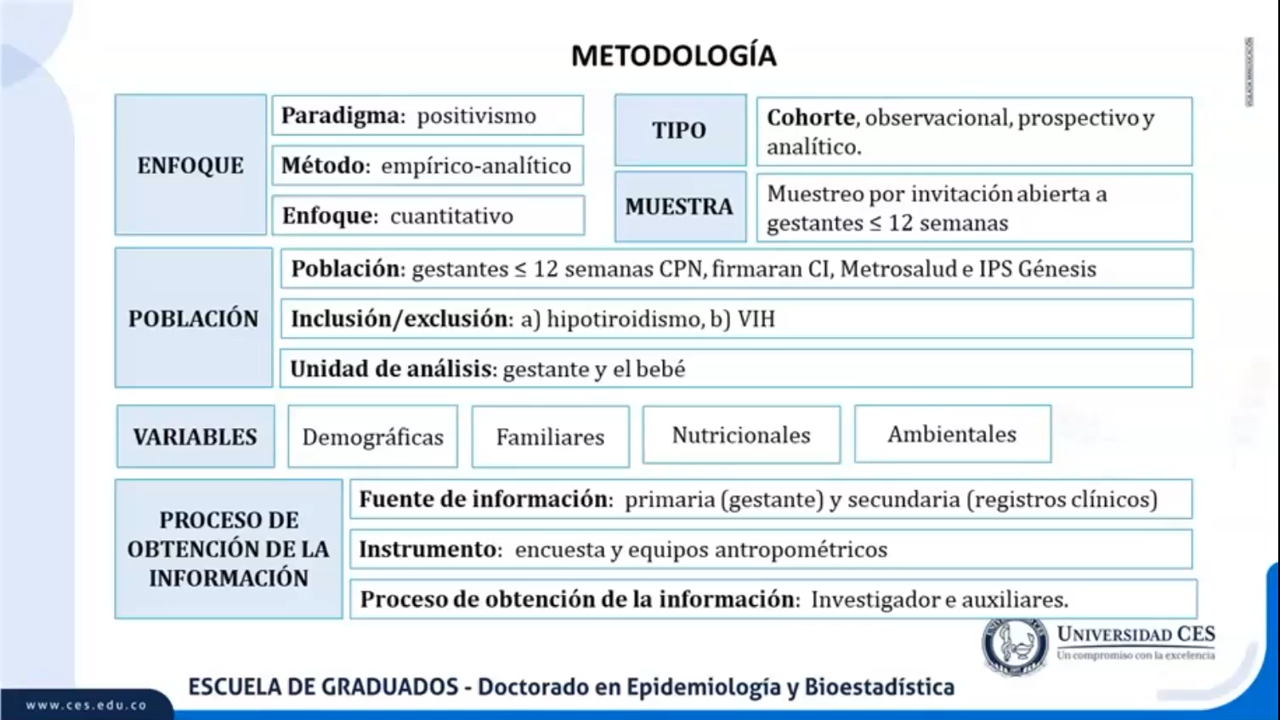 METODOLOGÍA
ENFOQUE
Paradigma: positivismo
Método: empírico-analítico
Enfoque: cuantitativo
TIPO
Cohorte, observacional, prospectivo y
analítico.
MUESTRA
Muestreo por invitación abierta a
gestantes ≤ 12 semanas
POBLACIÓN
Población: gestantes ≤ 12 semanas CPN, firmaran CI, Metrosalud e IPS Génesis
Inclusión/exclusión: a) hipotiroidismo, b) VIH
Unidad de análisis: gestante y el bebé
VARIABLES
Demográficas
Familiares
Nutricionales
Ambientales
PROCESO DE
OBTENCIÓN DE LA
INFORMACIÓN
Fuente de información: primaria (gestante) y secundaria (registros clínicos)
Instrumento: encuesta y equipos antropométricos
Proceso de obtención de la información: Investigador e auxiliares.
UNIVERSIDAD CES
Un compromiso con la excelencia
ESCUELA DE GRADUADOS - Doctorado en Epidemiología y Bioestadística
www.ces.edu.co